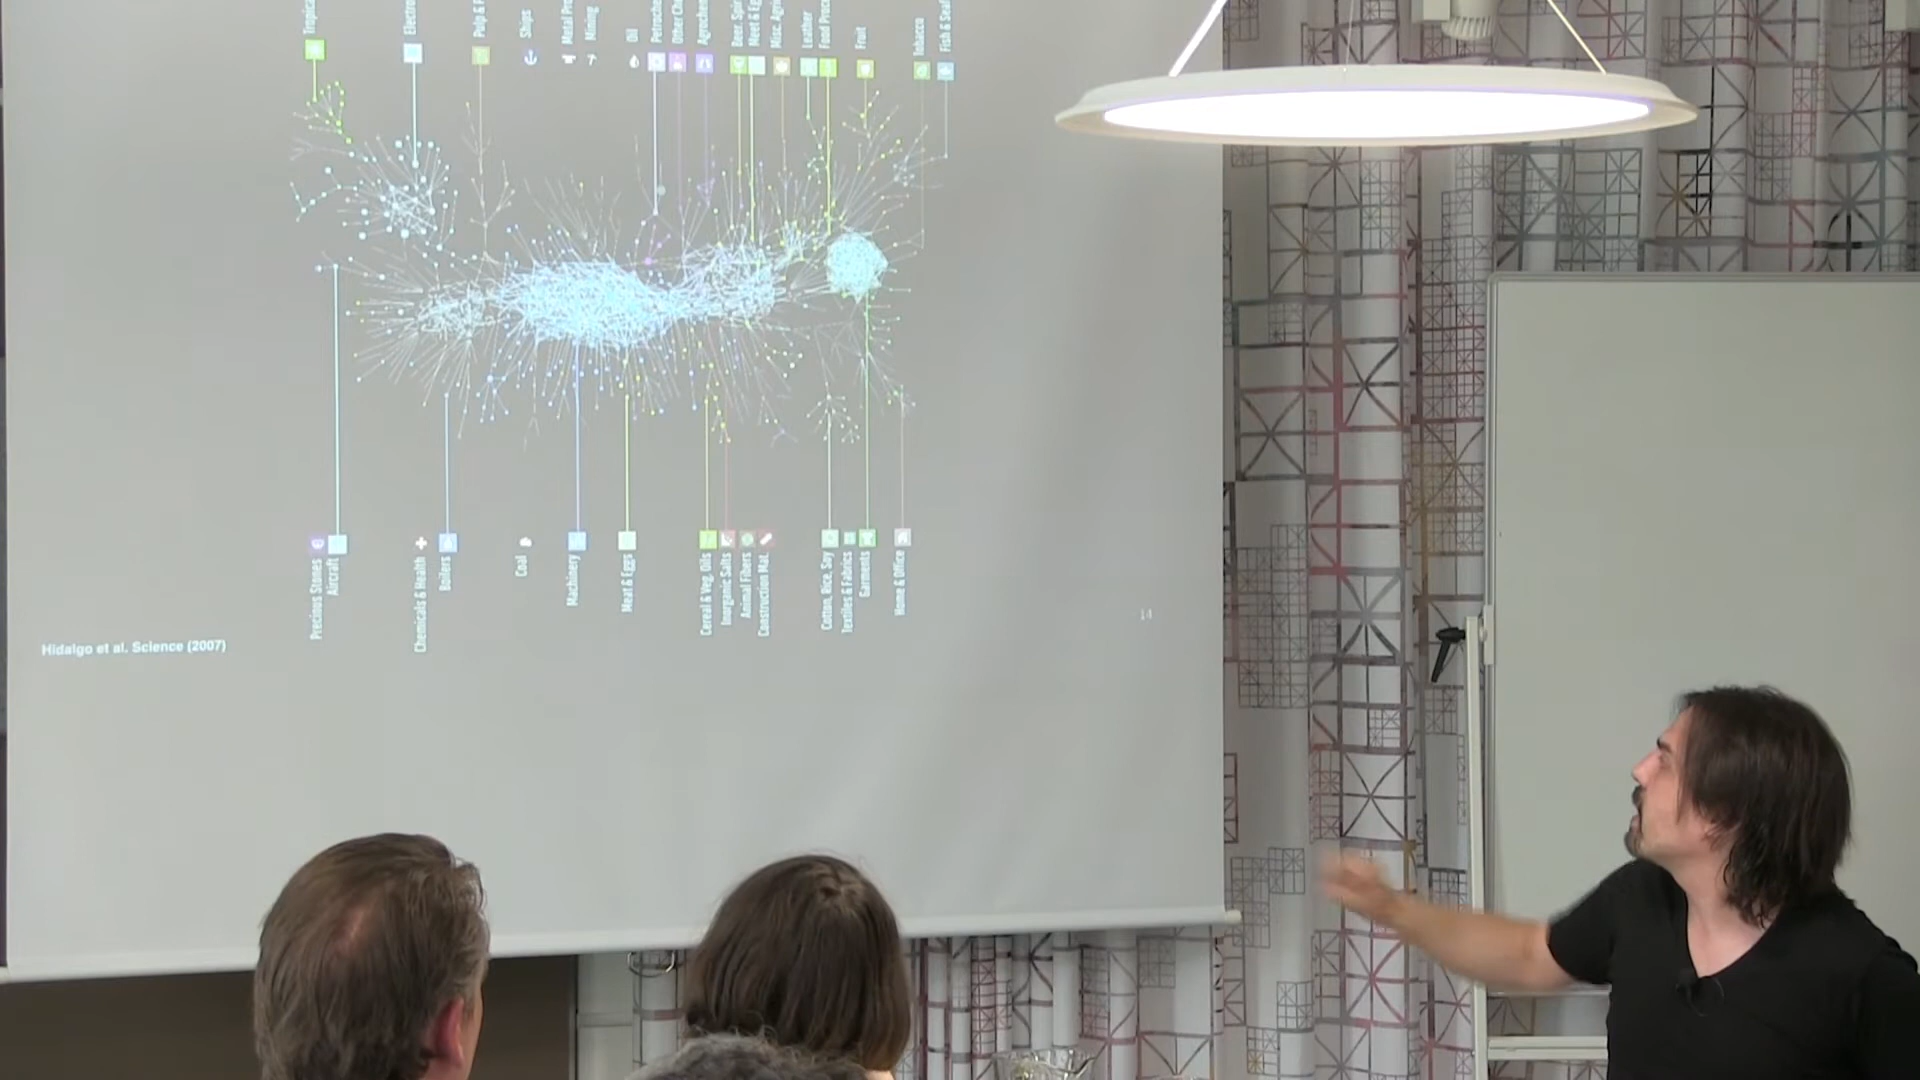 Ships
Mining
Oil
Leather
Fruit
Tobacco
Precious Stones
Aircraft
Chemicals & Health
Boilers
Coal
Machinery
Meat & Eggs
Cereal & Veg. Oils
Inorganic Salts
Animal Fibers
Construction Mat.
Cotton, Rice, Soy
Textiles & Fabrics
Garments
Home & Office
14
Hidalgo et al. Science (2007)